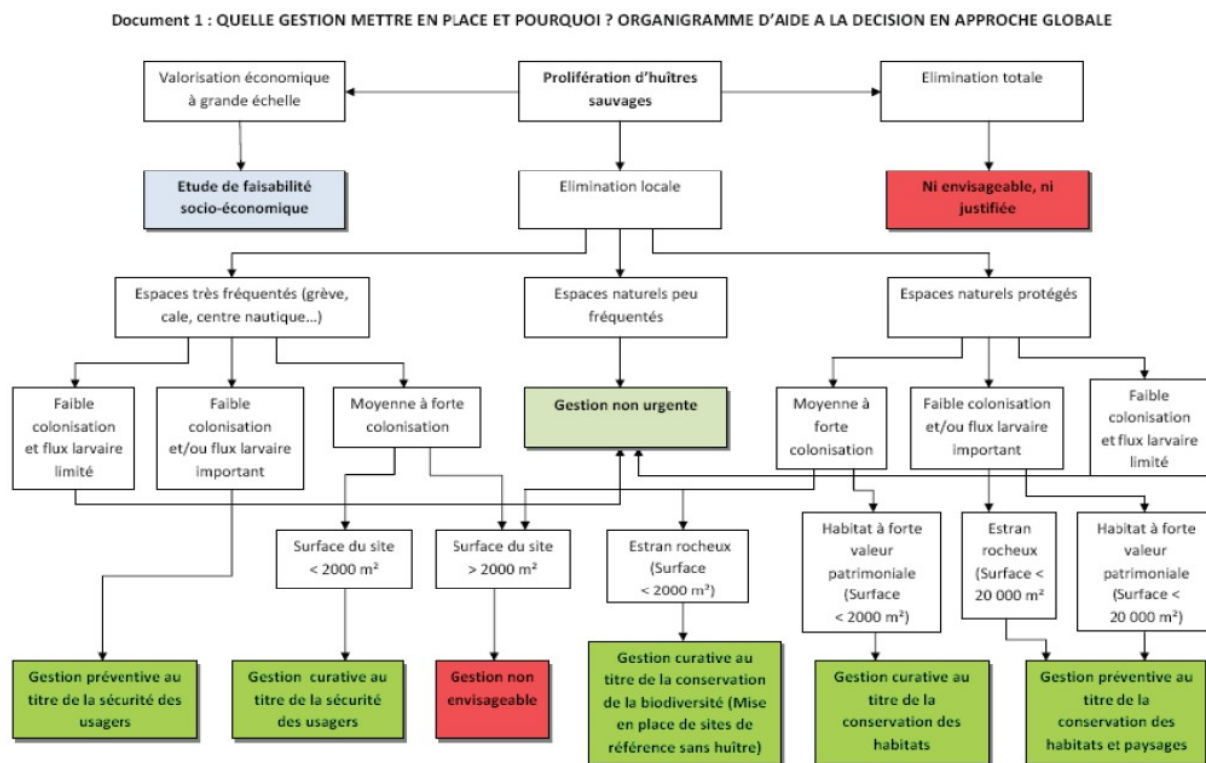 Document 1 : QUELLE GESTION METTRE EN PLACE ET POURQUOI ? ORGANIGRAMME D'AIDE A LA DECISION EN APPROCHE GLOBALE
Valorisation économique
à grande échelle
Prolifération d'huîtres
sauvages
Elimination totale
Etude de faisabilité
socio-économique
Elimination locale
Ni envisageable, ni
justifiée
Espaces très fréquentés (grève,
cale, centre nautique...)
Espaces naturels peu
fréquentés
Espaces naturels protégés
Faible
colonisation
et flux larvaire
limité
Faible
colonisation
et/ou flux larvaire
important
Moyenne à forte
colonisation
Gestion non urgente
Moyenne à
forte
colonisation
Faible colonisation
et/ou flux larvaire
important
Faible
colonisation
et flux larvaire
limité
Surface du site
< 2000 m²
Surface du site
> 2000 m²
Estran rocheux
(Surface
< 2000 m²)
Habitat à forte
valeur
patrimoniale
(Surface
< 2000 m²)
Estran
rocheux
(Surface <
20 000 m²
Habitat à forte
valeur
patrimoniale
(Surface <
20 000 m²)
Gestion préventive au
titre de la sécurité des
usagers
Gestion curative au
titre de la sécurité
des usagers
Gestion non
envisageable
Gestion curative au
titre de la conservation
de la biodiversité (Mise
en place de sites de
référence sans huître)
Gestion curative au
titre de la
conservation des
habitats
Gestion préventive au
titre de la
conservation des
habitats et paysages